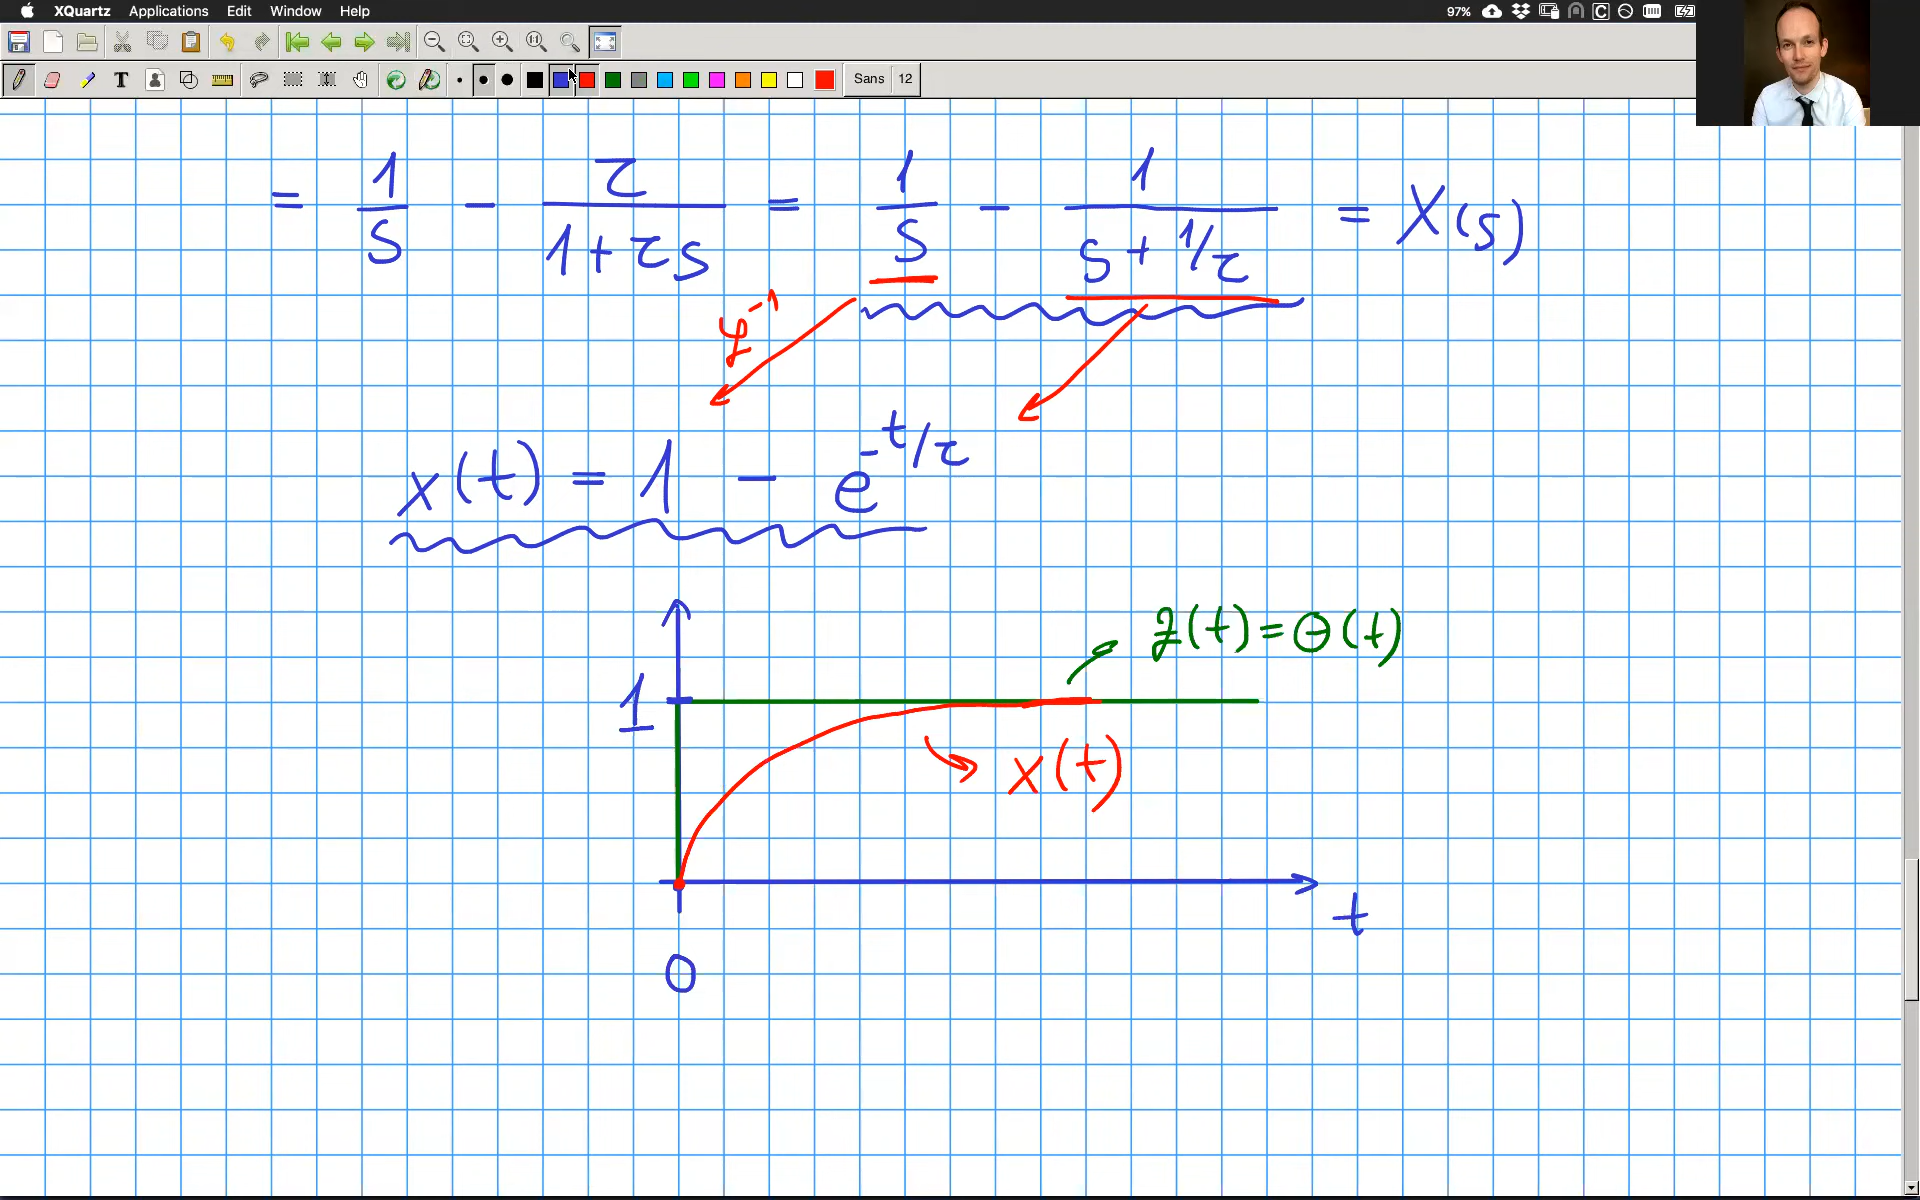 XQuartz Applications Edit Window Help 97%
T Sans 12
= 1/s - τ/(1+τs) = 1/s - 1/(s+1/τ) = X(s)
ℒ⁻¹
x(t) = 1 - e^(-t/τ)
z(t) = Θ(t)
1
x(t)
t
0